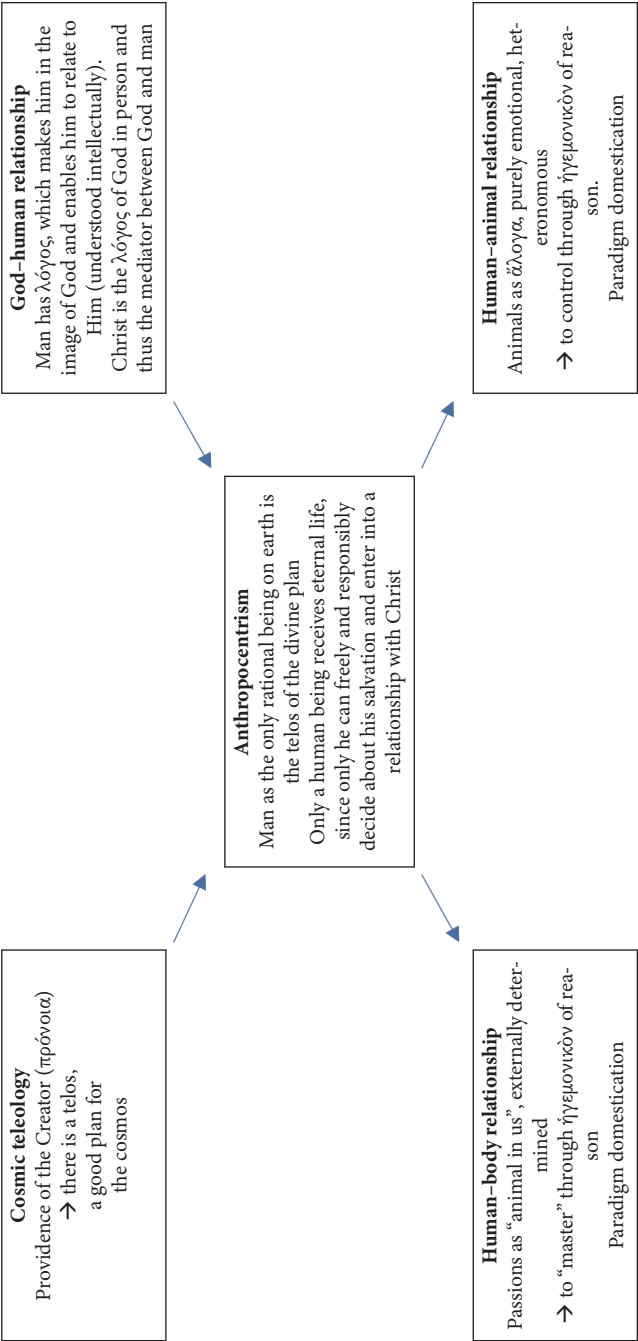 Cosmic teleology
Providence of the Creator (πρόνοια)
→ there is a telos,
a good plan for
the cosmos
God–human relationship
Man has λόγος, which makes him in the
image of God and enables him to relate to
Him (understood intellectually).
Christ is the λόγος of God in person and
thus the mediator between God and man
Anthropocentrism
Man as the only rational being on earth is
the telos of the divine plan
Only a human being receives eternal life,
since only he can freely and responsibly
decide about his salvation and enter into a
relationship with Christ
Human–body relationship
Passions as “animal in us”, externally deter-
mined
→ to “master” through ἡγεμονικὸν of rea-
son
Paradigm domestication
Human–animal relationship
Animals as ἄλογα, purely emotional, het-
eronomous
→ to control through ἡγεμονικὸν of rea-
son.
Paradigm domestication